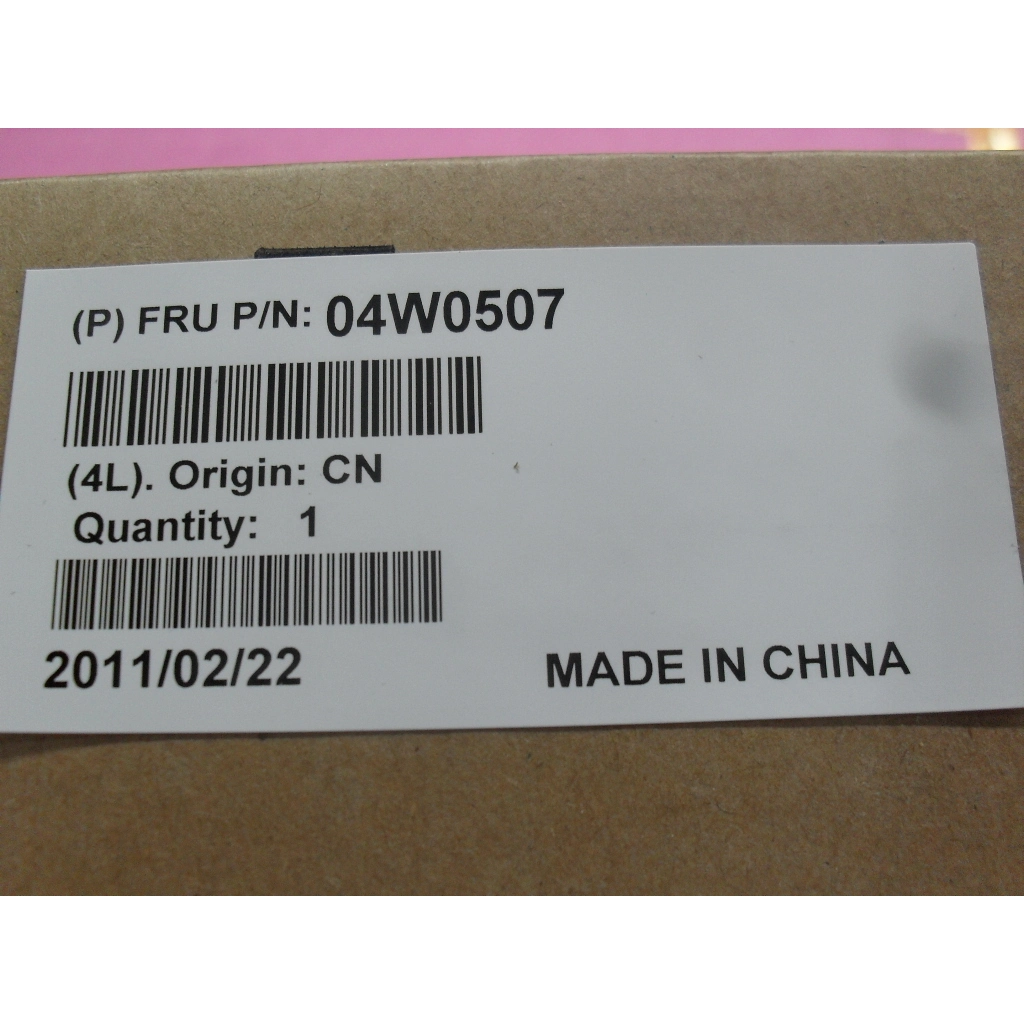 (P) FRU P/N: 04W0507
(4L). Origin: CN
Quantity: 1
2011/02/22
MADE IN CHINA